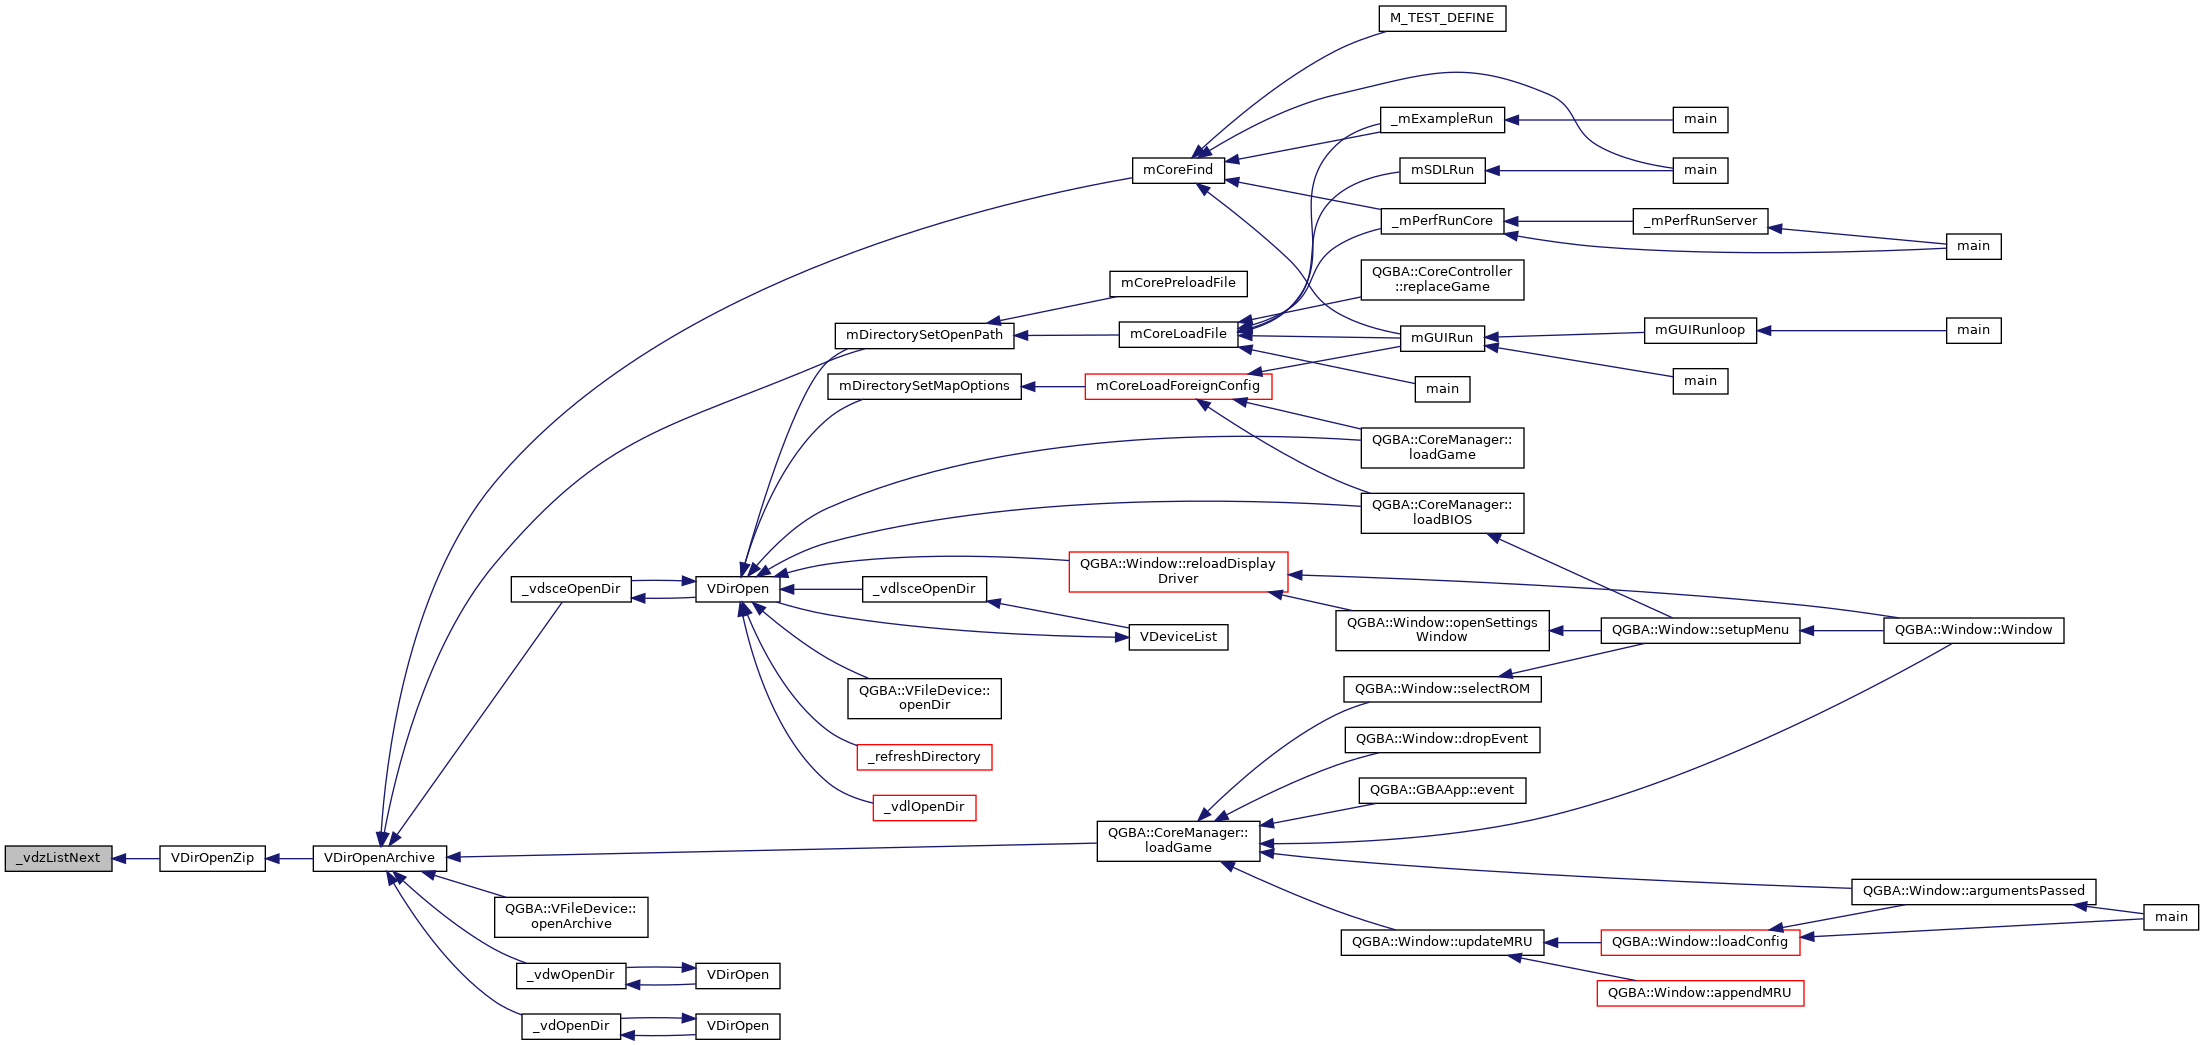 M_TEST_DEFINE
_mExampleRun
main
mCoreFind
mSDLRun
main
_mPerfRunCore
_mPerfRunServer
main
mCorePreloadFile
QGBA::CoreController
::replaceGame
mDirectorySetOpenPath
mCoreLoadFile
mGUIRun
mGUIRunloop
main
mDirectorySetMapOptions
mCoreLoadForeignConfig
main
main
QGBA::CoreManager::
loadGame
QGBA::CoreManager::
loadBIOS
_vdsceOpenDir
VDirOpen
QGBA::Window::reloadDisplay
Driver
_vdlsceOpenDir
VDeviceList
QGBA::Window::openSettings
Window
QGBA::Window::setupMenu
QGBA::Window::Window
QGBA::VFileDevice::
openDir
QGBA::Window::selectROM
_refreshDirectory
QGBA::Window::dropEvent
_vdlOpenDir
QGBA::GBAApp::event
_vdzListNext
VDirOpenZip
VDirOpenArchive
QGBA::CoreManager::
loadGame
QGBA::Window::argumentsPassed
main
QGBA::VFileDevice::
openArchive
QGBA::Window::updateMRU
QGBA::Window::loadConfig
_vdwOpenDir
VDirOpen
QGBA::Window::appendMRU
_vdOpenDir
VDirOpen